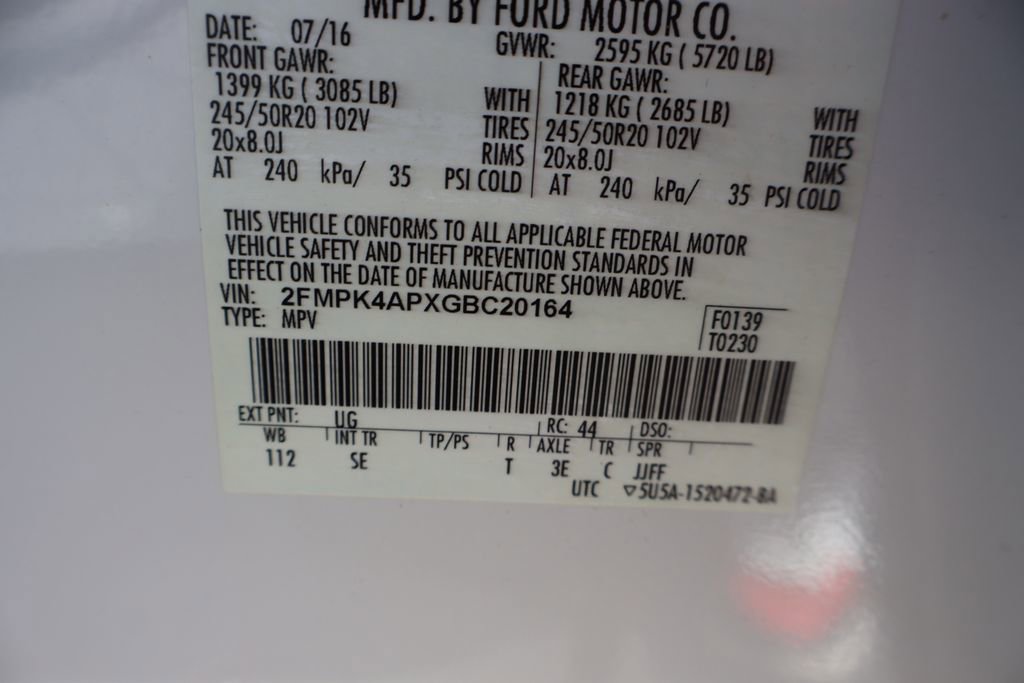 MFD. BY FORD MOTOR CO.
DATE: 07/16 GVWR: 2595 KG ( 5720 LB)
FRONT GAWR: REAR GAWR:
1399 KG ( 3085 LB) WITH 1218 KG ( 2685 LB) WITH
245/50R20 102V TIRES 245/50R20 102V TIRES
20x8.0J RIMS 20x8.0J RIMS
AT 240 kPa/ 35 PSI COLD AT 240 kPa/ 35 PSI COLD
THIS VEHICLE CONFORMS TO ALL APPLICABLE FEDERAL MOTOR
VEHICLE SAFETY AND THEFT PREVENTION STANDARDS IN
EFFECT ON THE DATE OF MANUFACTURE SHOWN ABOVE.
VIN: 2FMPK4APXGBC20164
TYPE: MPV
F0139
T0230
EXT PNT: UG RC: 44 DSO:
WB INT TR TP/PS R AXLE TR SPR
112 SE T 3E C JJFF
UTC ▽5U5A-1520472-BA